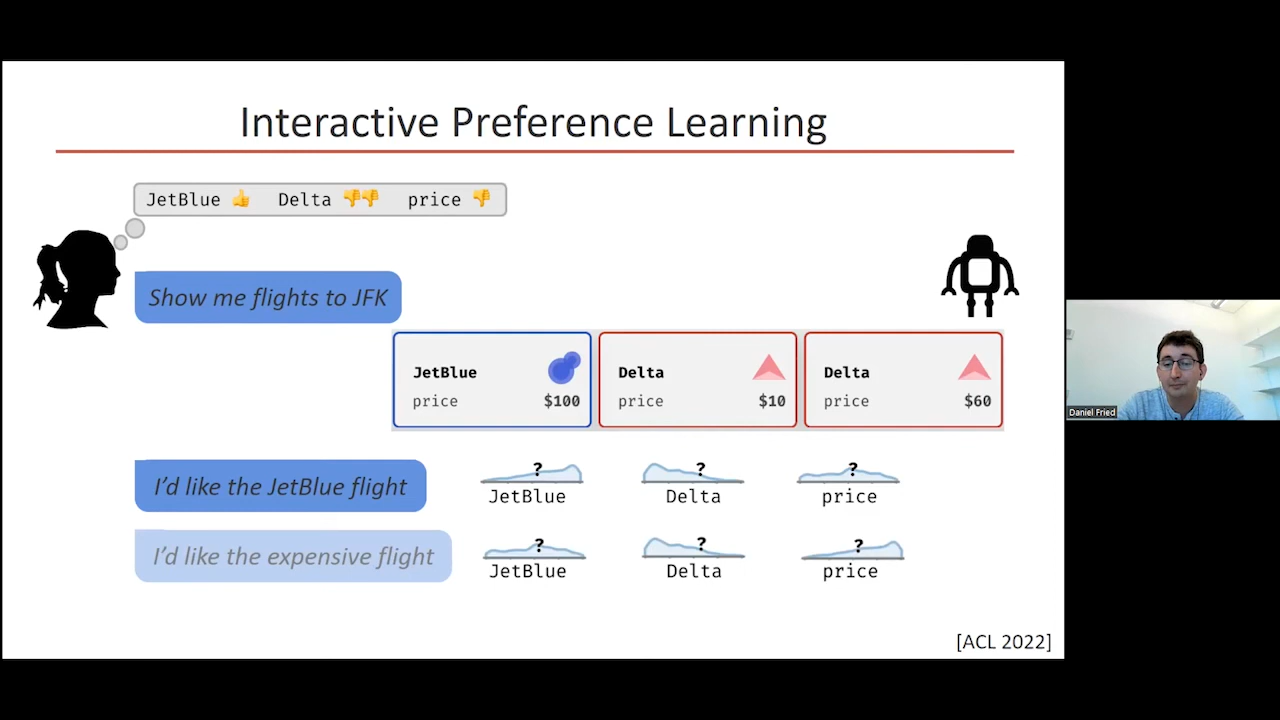 Interactive Preference Learning
JetBlue 👍 Delta 👎👎 price 👎
Show me flights to JFK
JetBlue
price $100
Delta
price $10
Delta
price $60
I'd like the JetBlue flight
? ? ?
JetBlue Delta price
I'd like the expensive flight
? ? ?
JetBlue Delta price
[ACL 2022]
Daniel Fried